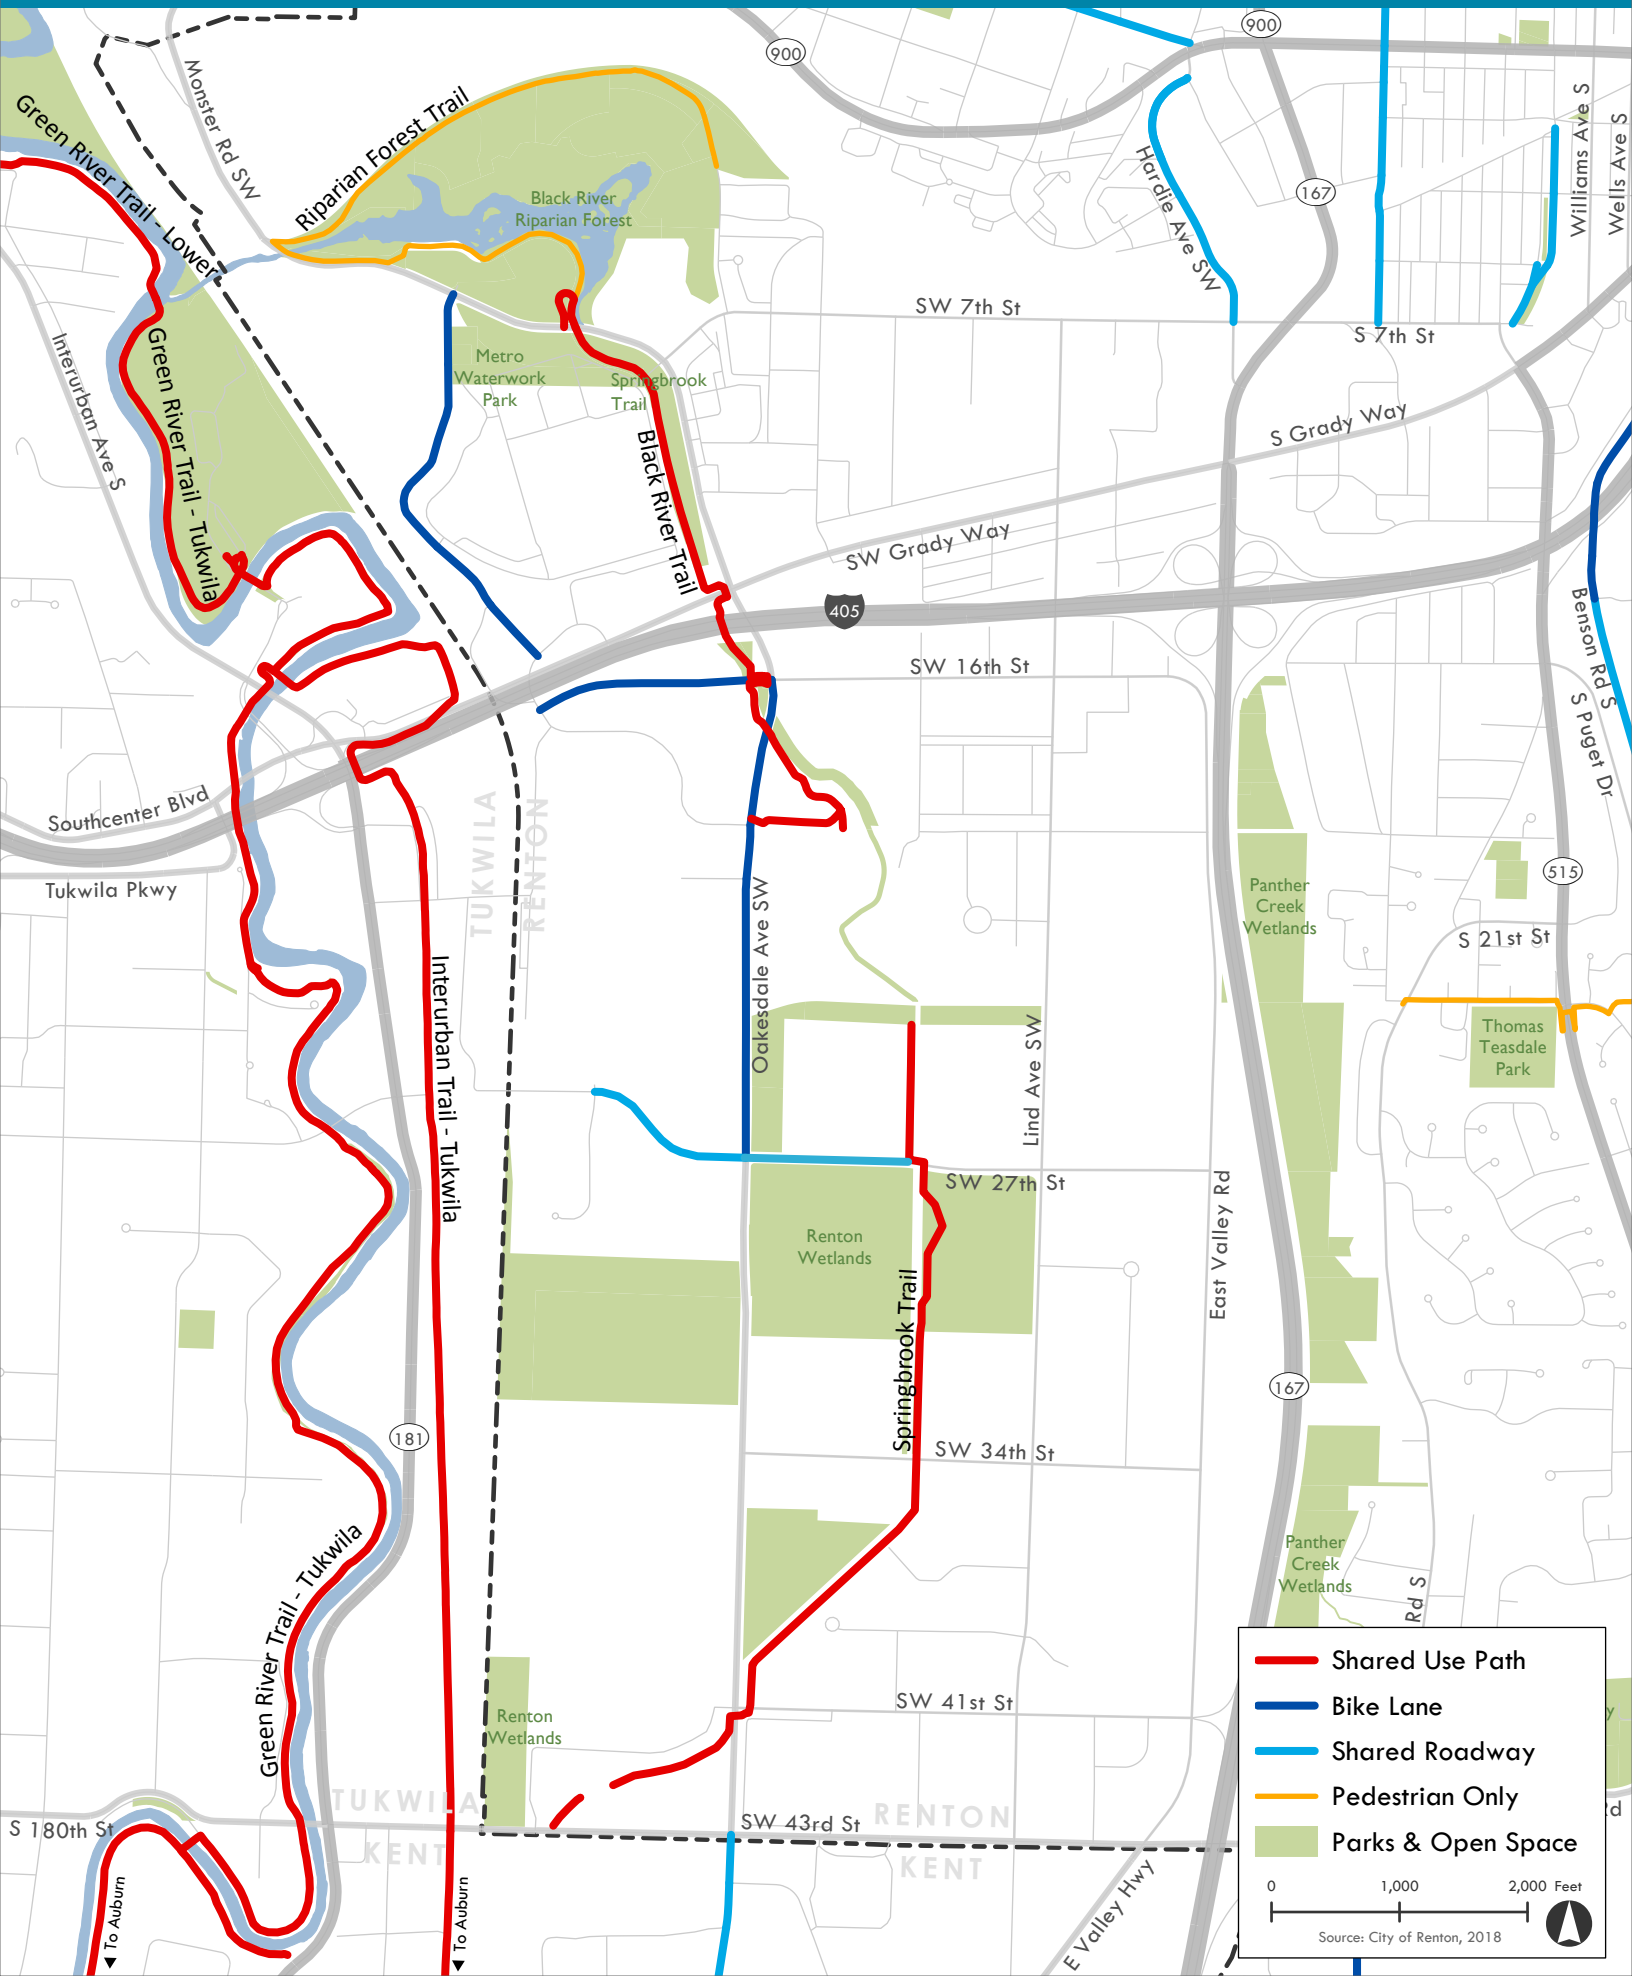 900
900
Monster Rd SW
Green River Trail - Lower
Riparian Forest Trail
Black River
Riparian Forest
Hardie Ave SW
167
Williams Ave S
Wells Ave S
SW 7th St
S 7th St
Interurban Ave S
Green River Trail - Tukwila
Metro
Waterwork
Park
Springbrook
Trail
Black River Trail
S Grady Way
SW Grady Way
405
SW 16th St
Benson Rd S
S Puget Dr
Southcenter Blvd
Tukwila Pkwy
TUKWILA
RENTON
Oakesdale Ave SW
Panther
Creek
Wetlands
515
S 21st St
Interurban Trail - Tukwila
Lind Ave SW
Thomas
Teasdale
Park
SW 27th St
East Valley Rd
Renton
Wetlands
Springbrook Trail
167
181
SW 34th St
Green River Trail - Tukwila
Panther
Creek
Wetlands
Rd S
SW 41st St
Renton
Wetlands
TUKWILA
KENT
S 180th St
SW 43rd St
RENTON
KENT
E Valley Hwy
To Auburn
To Auburn
Shared Use Path
Bike Lane
Shared Roadway
Pedestrian Only
Parks & Open Space
0 1,000 2,000 Feet
Source: City of Renton, 2018
y
Rd